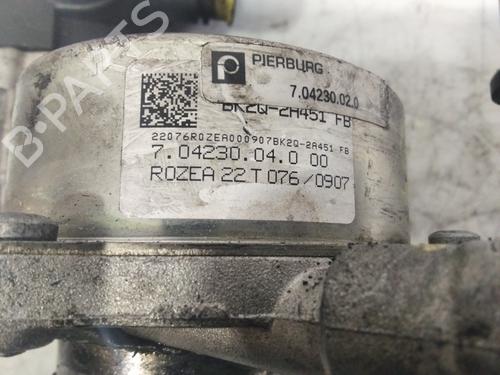 PIERBURG
7.04230.02.0
BK2Q-2A451 FB
22076R0ZEA000907BK2Q-2A451 FB
7.04230.04.0 00
R0ZEA 22 T 076/0907
B-PARTS